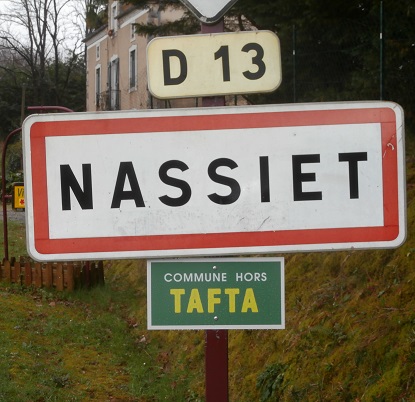 D 13
NASSIET
COMMUNE HORS
TAFTA